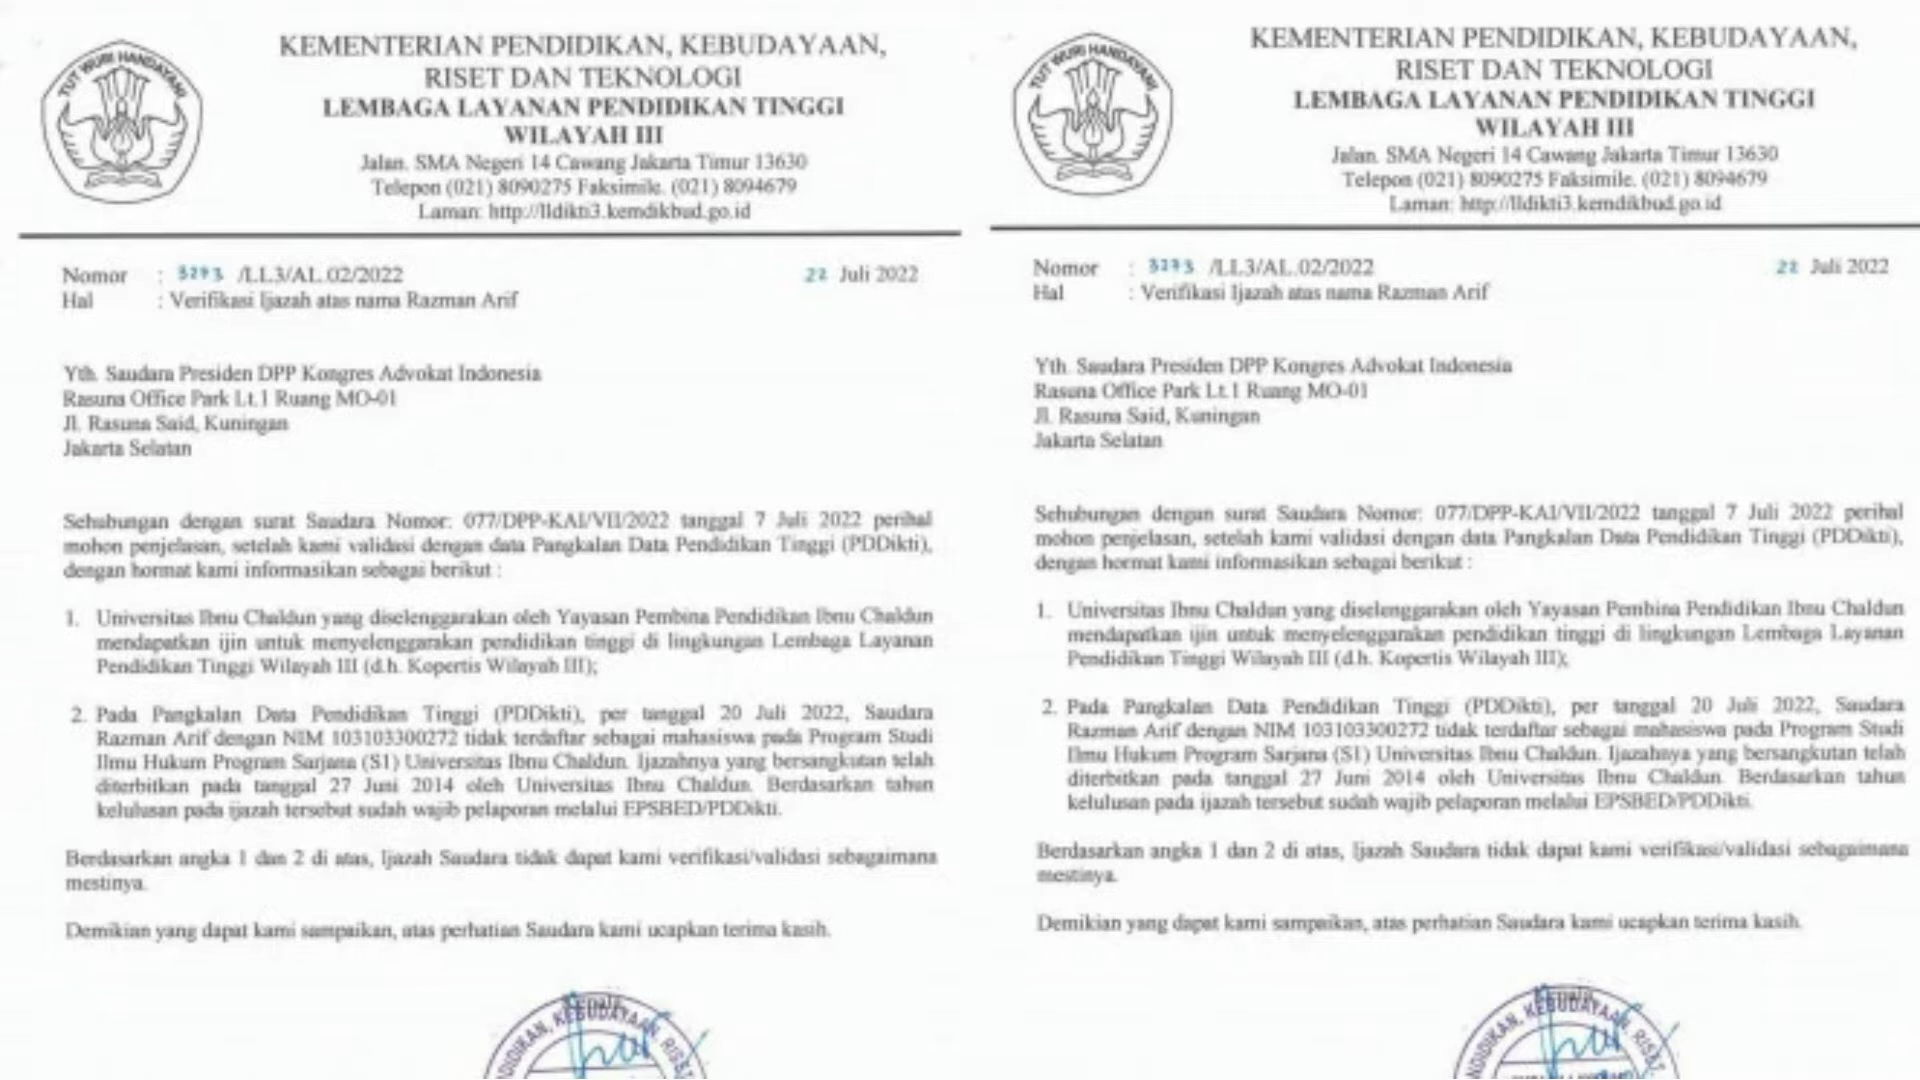 TUT WURI HANDAYANI
KEMENTERIAN PENDIDIKAN, KEBUDAYAAN,
RISET DAN TEKNOLOGI
LEMBAGA LAYANAN PENDIDIKAN TINGGI
WILAYAH III
Jalan. SMA Negeri 14 Cawang Jakarta Timur 13630
Telepon (021) 8090275 Faksimile. (021) 8094679
Laman: http://lldikti3.kemdikbud.go.id
Nomor : 3273 /LL3/AL.02/2022 22 Juli 2022
Hal : Verifikasi Ijazah atas nama Razman Arif
Yth. Saudara Presiden DPP Kongres Advokat Indonesia
Rasuna Office Park Lt.1 Ruang MO-01
Jl. Rasuna Said, Kuningan
Jakarta Selatan
Sehubungan dengan surat Saudara Nomor: 077/DPP-KAI/VII/2022 tanggal 7 Juli 2022 perihal
mohon penjelasan, setelah kami validasi dengan data Pangkalan Data Pendidikan Tinggi (PDDikti),
dengan hormat kami informasikan sebagai berikut :
1. Universitas Ibnu Chaldun yang diselenggarakan oleh Yayasan Pembina Pendidikan Ibnu Chaldun
mendapatkan ijin untuk menyelenggarakan pendidikan tinggi di lingkungan Lembaga Layanan
Pendidikan Tinggi Wilayah III (d.h. Kopertis Wilayah III);
2. Pada Pangkalan Data Pendidikan Tinggi (PDDikti), per tanggal 20 Juli 2022, Saudara
Razman Arif dengan NIM 103103300272 tidak terdaftar sebagai mahasiswa pada Program Studi
Ilmu Hukum Program Sarjana (S1) Universitas Ibnu Chaldun. Ijazahnya yang bersangkutan telah
diterbitkan pada tanggal 27 Juni 2014 oleh Universitas Ibnu Chaldun. Berdasarkan tahun
kelulusan pada ijazah tersebut sudah wajib pelaporan melalui EPSBED/PDDikti.
Berdasarkan angka 1 dan 2 di atas, Ijazah Saudara tidak dapat kami verifikasi/validasi sebagaimana
mestinya.
Demikian yang dapat kami sampaikan, atas perhatian Saudara kami ucapkan terima kasih.
Kepala
NDIDIKAN, KEBUDAYAAN, RISET
TUT WURI HANDAYANI
KEMENTERIAN PENDIDIKAN, KEBUDAYAAN,
RISET DAN TEKNOLOGI
LEMBAGA LAYANAN PENDIDIKAN TINGGI
WILAYAH III
Jalan. SMA Negeri 14 Cawang Jakarta Timur 13630
Telepon (021) 8090275 Faksimile. (021) 8094679
Laman: http://lldikti3.kemdikbud.go.id
Nomor : 3273 /LL3/AL.02/2022 22 Juli 2022
Hal : Verifikasi Ijazah atas nama Razman Arif
Yth. Saudara Presiden DPP Kongres Advokat Indonesia
Rasuna Office Park Lt.1 Ruang MO-01
Jl. Rasuna Said, Kuningan
Jakarta Selatan
Sehubungan dengan surat Saudara Nomor: 077/DPP-KAI/VII/2022 tanggal 7 Juli 2022 perihal
mohon penjelasan, setelah kami validasi dengan data Pangkalan Data Pendidikan Tinggi (PDDikti),
dengan hormat kami informasikan sebagai berikut :
1. Universitas Ibnu Chaldun yang diselenggarakan oleh Yayasan Pembina Pendidikan Ibnu Chaldun
mendapatkan ijin untuk menyelenggarakan pendidikan tinggi di lingkungan Lembaga Layanan
Pendidikan Tinggi Wilayah III (d.h. Kopertis Wilayah III);
2. Pada Pangkalan Data Pendidikan Tinggi (PDDikti), per tanggal 20 Juli 2022, Saudara
Razman Arif dengan NIM 103103300272 tidak terdaftar sebagai mahasiswa pada Program Studi
Ilmu Hukum Program Sarjana (S1) Universitas Ibnu Chaldun. Ijazahnya yang bersangkutan telah
diterbitkan pada tanggal 27 Juni 2014 oleh Universitas Ibnu Chaldun. Berdasarkan tahun
kelulusan pada ijazah tersebut sudah wajib pelaporan melalui EPSBED/PDDikti.
Berdasarkan angka 1 dan 2 di atas, Ijazah Saudara tidak dapat kami verifikasi/validasi sebagaimana
mestinya.
Demikian yang dapat kami sampaikan, atas perhatian Saudara kami ucapkan terima kasih.
Kepala
NDIDIKAN, KEBUDAYAAN, RISET